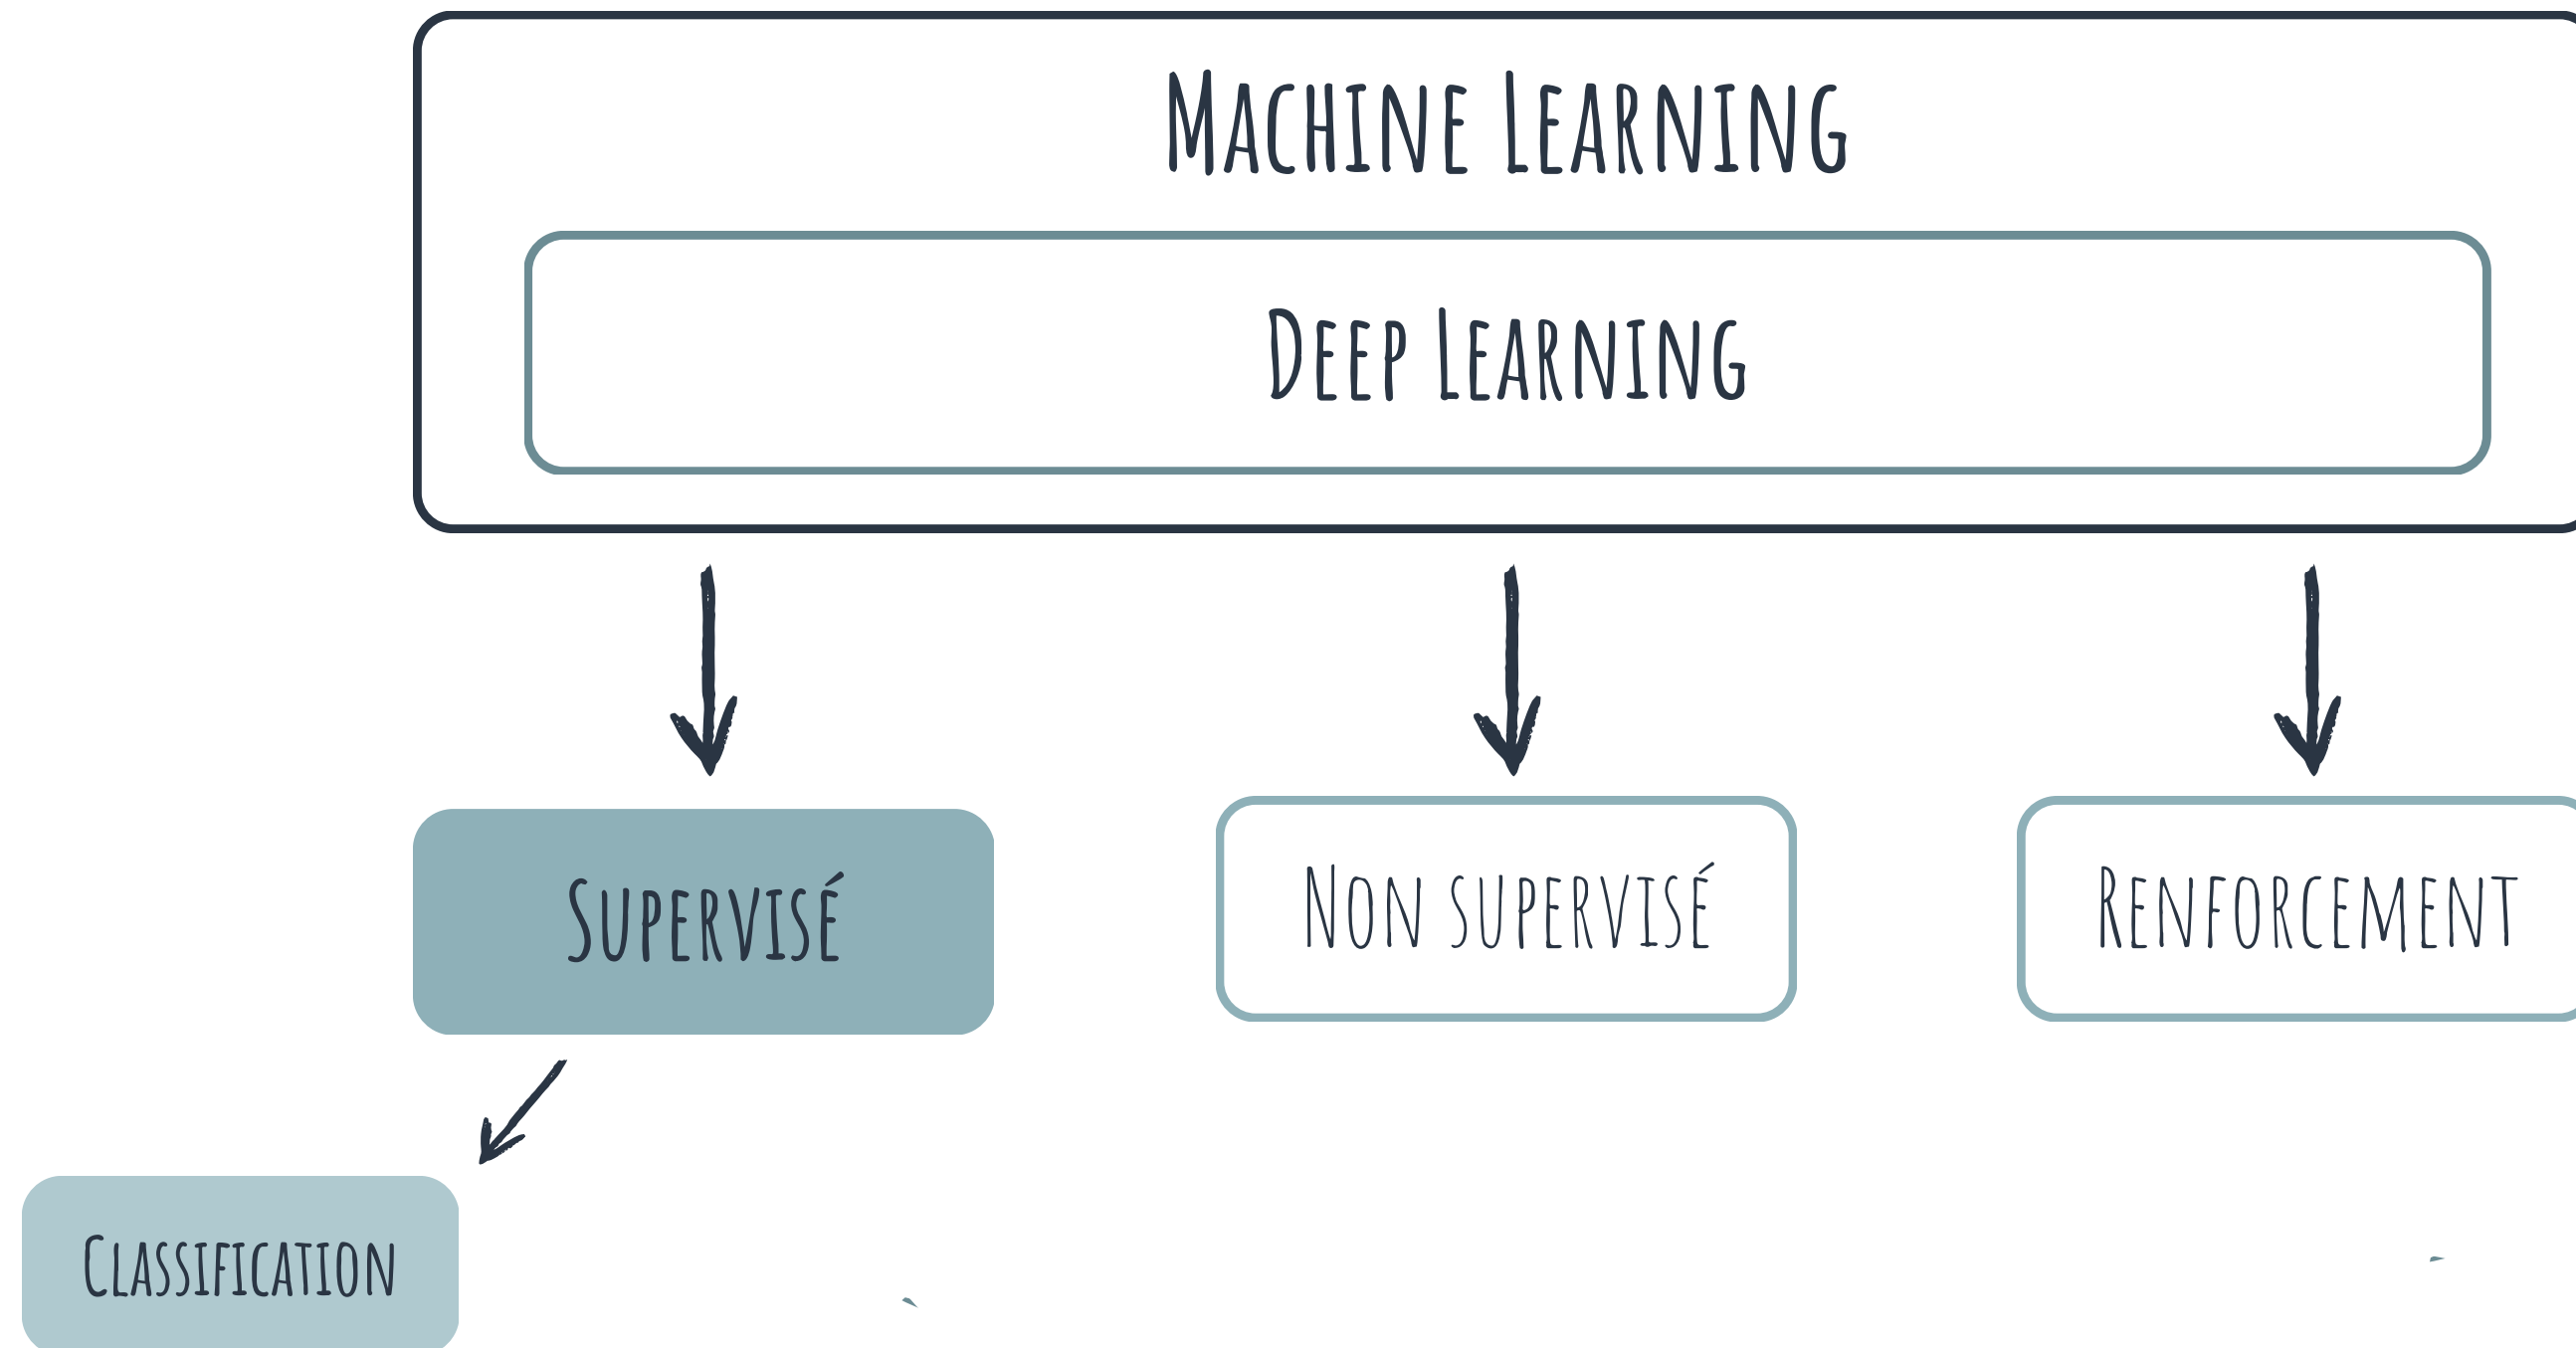 Machine Learning
Deep Learning
Supervisé
Non supervisé
Renforcement
Classification